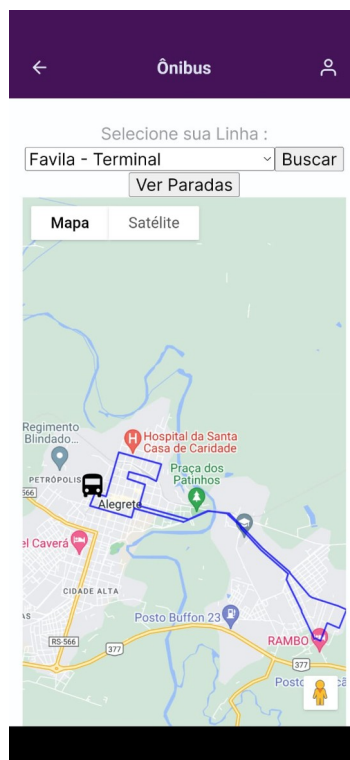 Ônibus
Selecione sua Linha :
Favila - Terminal
Buscar
Ver Paradas
Mapa
Satélite
Regimento
Blindado...
Hospital da Santa
Casa de Caridade
PETRÓPOLIS
Praça dos
Patinhos
566
Alegrete
el Caverá
CIDADE ALTA
AS
Posto Buffon 23
RS-566
377
RAMBO
377
Posto